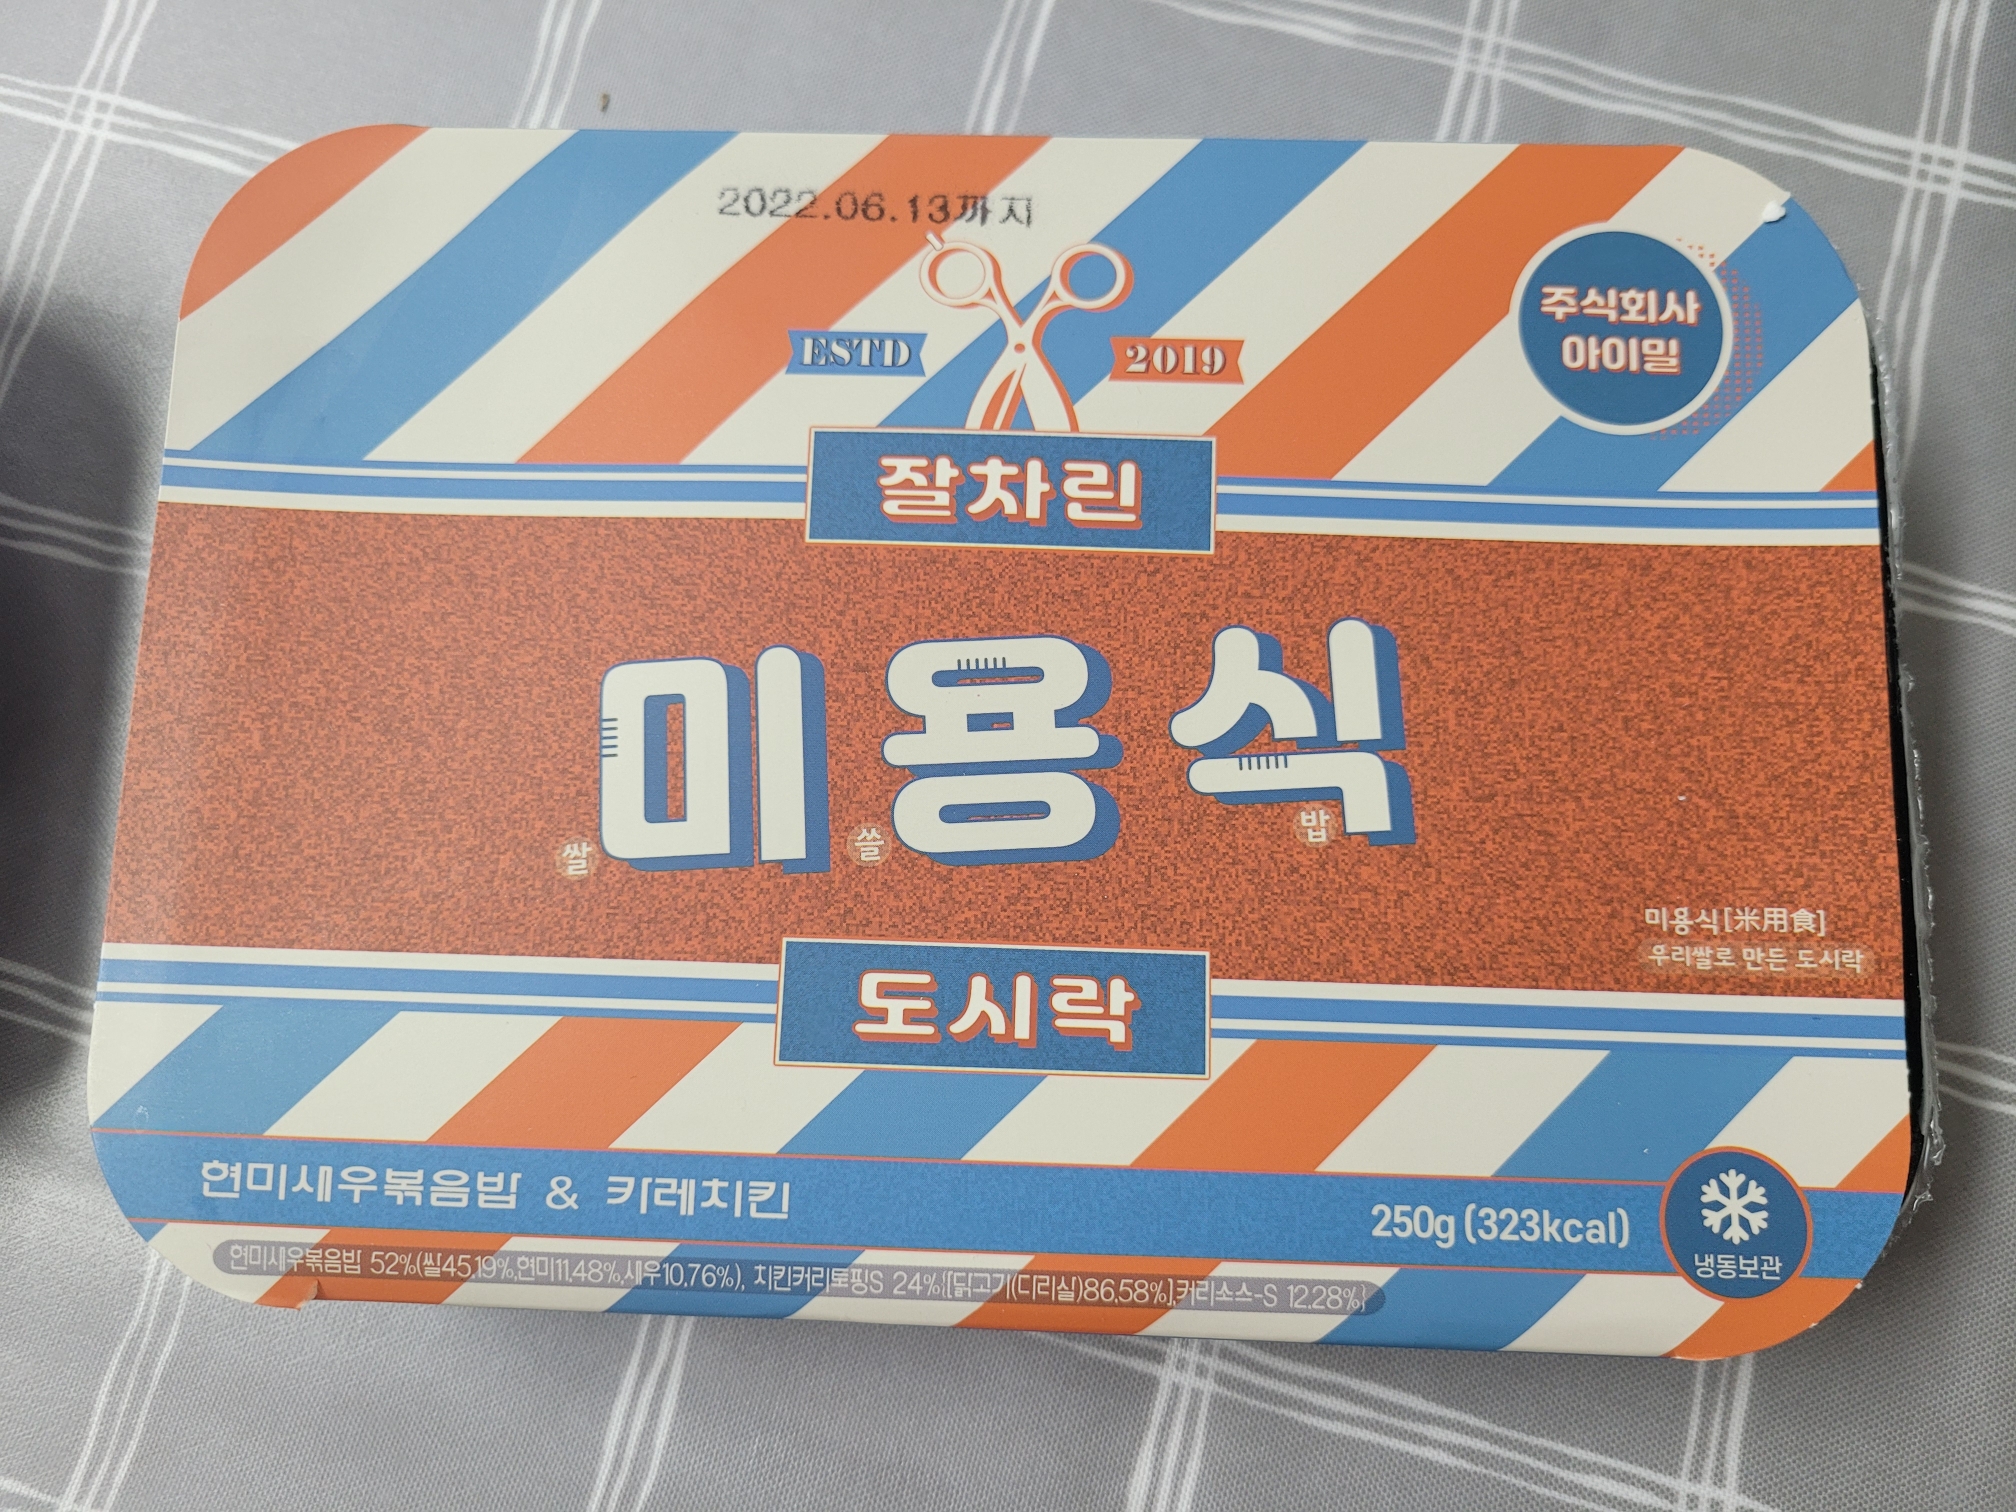 2022.06.13까지
ESTD 2019
주식회사
아이밀
잘차린
미용식
쌀 쓸 밥
미용식[米用食]
우리쌀로 만든 도시락
도시락
현미새우볶음밥 & 카레치킨
250g (323kcal)
냉동보관
현미새우볶음밥 52%(쌀45.19%,현미11.48%,새우10.76%), 치킨커리토핑S 24%{[닭고기(다리살)86.58%],커리소스-S 12.28%}